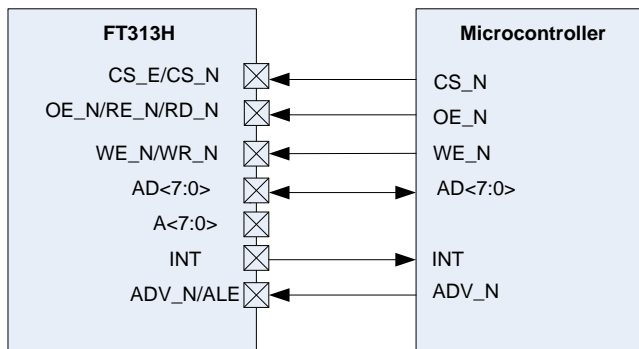 FT313H
CS_E/CS_N
OE_N/RE_N/RD_N
WE_N/WR_N
AD<7:0>
A<7:0>
INT
ADV_N/ALE
Microcontroller
CS_N
OE_N
WE_N
AD<7:0>
INT
ADV_N